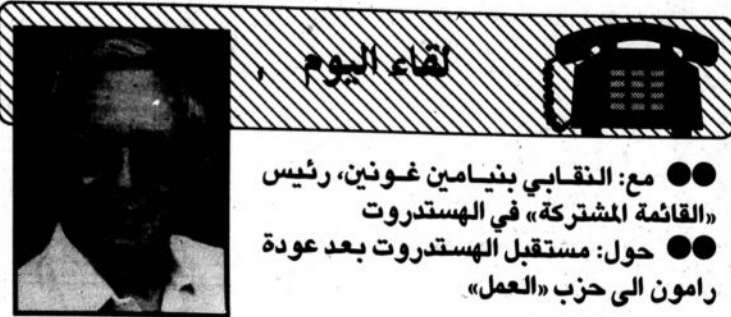 لقاء اليوم
●● مع: النقابي بنيامين غونين، رئيس
«القائمة المشتركة» في الهستدروت
●● حول: مستقبل الهستدروت بعد عودة
رامون الى حزب «العمل»